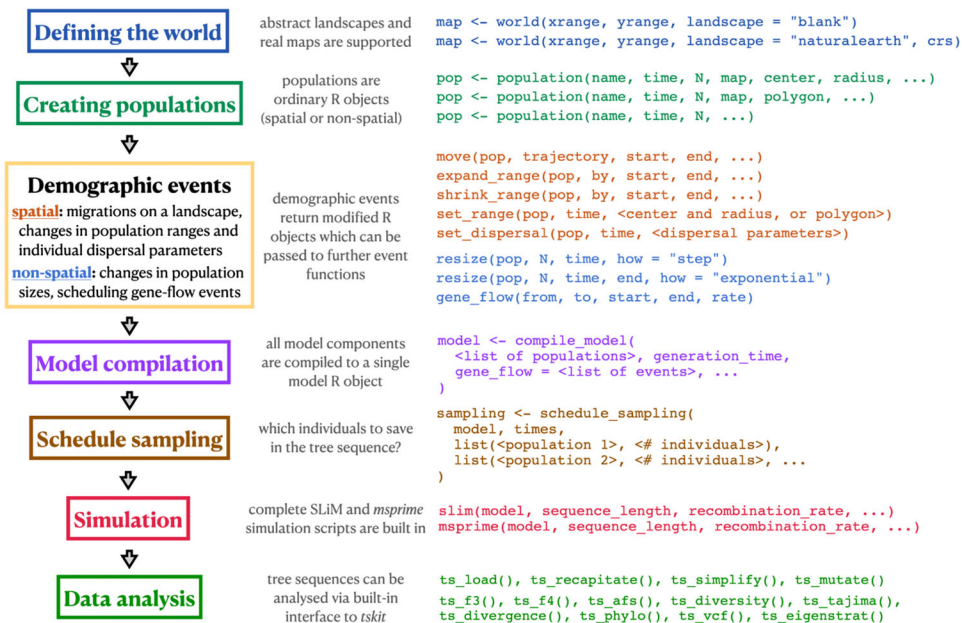 Defining the world
abstract landscapes and
real maps are supported
map <- world(xrange, yrange, landscape = "blank")
map <- world(xrange, yrange, landscape = "naturalearth", crs)
Creating populations
populations are
ordinary R objects
(spatial or non-spatial)
pop <- population(name, time, N, map, center, radius, ...)
pop <- population(name, time, N, map, polygon, ...)
pop <- population(name, time, N, ...)
Demographic events
spatial: migrations on a landscape,
changes in population ranges and
individual dispersal parameters
non-spatial: changes in population
sizes, scheduling gene-flow events
demographic events
return modified R
objects which can be
passed to further event
functions
move(pop, trajectory, start, end, ...)
expand_range(pop, by, start, end, ...)
shrink_range(pop, by, start, end, ...)
set_range(pop, time, <center and radius, or polygon>)
set_dispersal(pop, time, <dispersal parameters>)
resize(pop, N, time, how = "step")
resize(pop, N, time, end, how = "exponential")
gene_flow(from, to, start, end, rate)
Model compilation
all model components
are compiled to a single
model R object
model <- compile_model(
<list of populations>, generation_time,
gene_flow = <list of events>, ...
)
Schedule sampling
which individuals to save
in the tree sequence?
sampling <- schedule_sampling(
model, times,
list(<population 1>, <# individuals>),
list(<population 2>, <# individuals>, ...
)
Simulation
complete SLiM and msprime
simulation scripts are built in
slim(model, sequence_length, recombination_rate, ...)
msprime(model, sequence_length, recombination_rate, ...)
Data analysis
tree sequences can be
analysed via built-in
interface to tskit
ts_load(), ts_recapitate(), ts_simplify(), ts_mutate()
ts_f3(), ts_f4(), ts_afs(), ts_diversity(), ts_tajima(),
ts_divergence(), ts_phylo(), ts_vcf(), ts_eigenstrat()